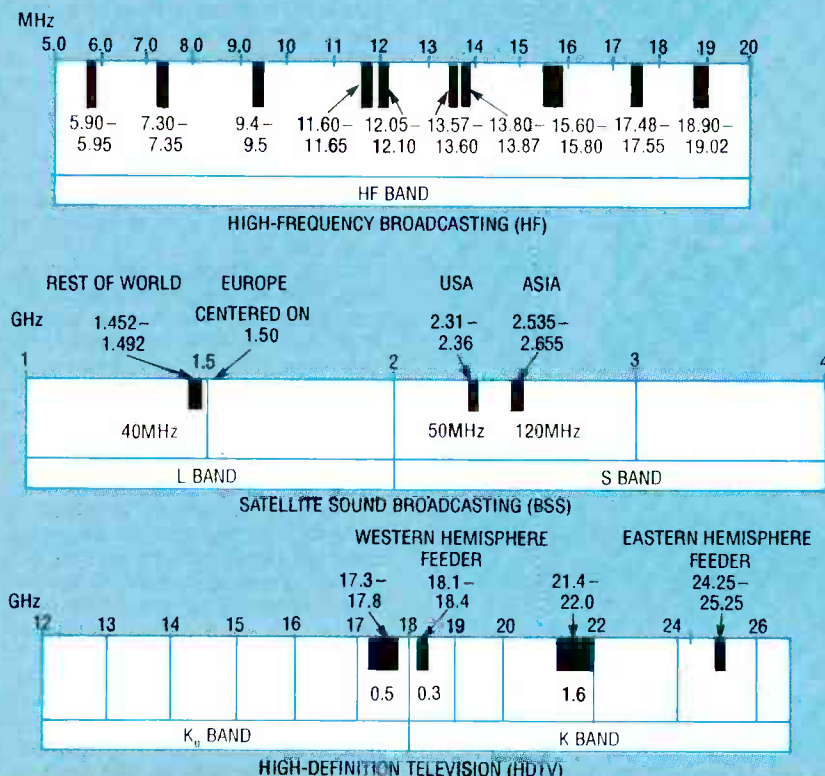 MHz
5.0 6.0 7.0 8.0 9.0 10 11 12 13 14 15 16 17 18 19 20
5.90– 7.30– 9.4– 11.60– 12.05– 13.57– 13.80– 15.60– 17.48– 18.90–
5.95 7.35 9.5 11.65 12.10 13.60 13.87 15.80 17.55 19.02
HF BAND
HIGH-FREQUENCY BROADCASTING (HF)
REST OF WORLD EUROPE USA ASIA
GHz 1.452– CENTERED ON 2.31– 2.535–
1.492 1.50 2.36 2.655
1 1.5 2 3 4
40MHz 50MHz 120MHz
L BAND S BAND
SATELLITE SOUND BROADCASTING (BSS)
WESTERN HEMISPHERE EASTERN HEMISPHERE
FEEDER FEEDER
17.3– 18.1– 21.4– 24.25–
GHz 17.8 18.4 22.0 25.25
12 13 14 15 16 17 18 19 20 22 24 26
0.5 0.3 1.6
Ku BAND K BAND
HIGH-DEFINITION TELEVISION (HDTV)